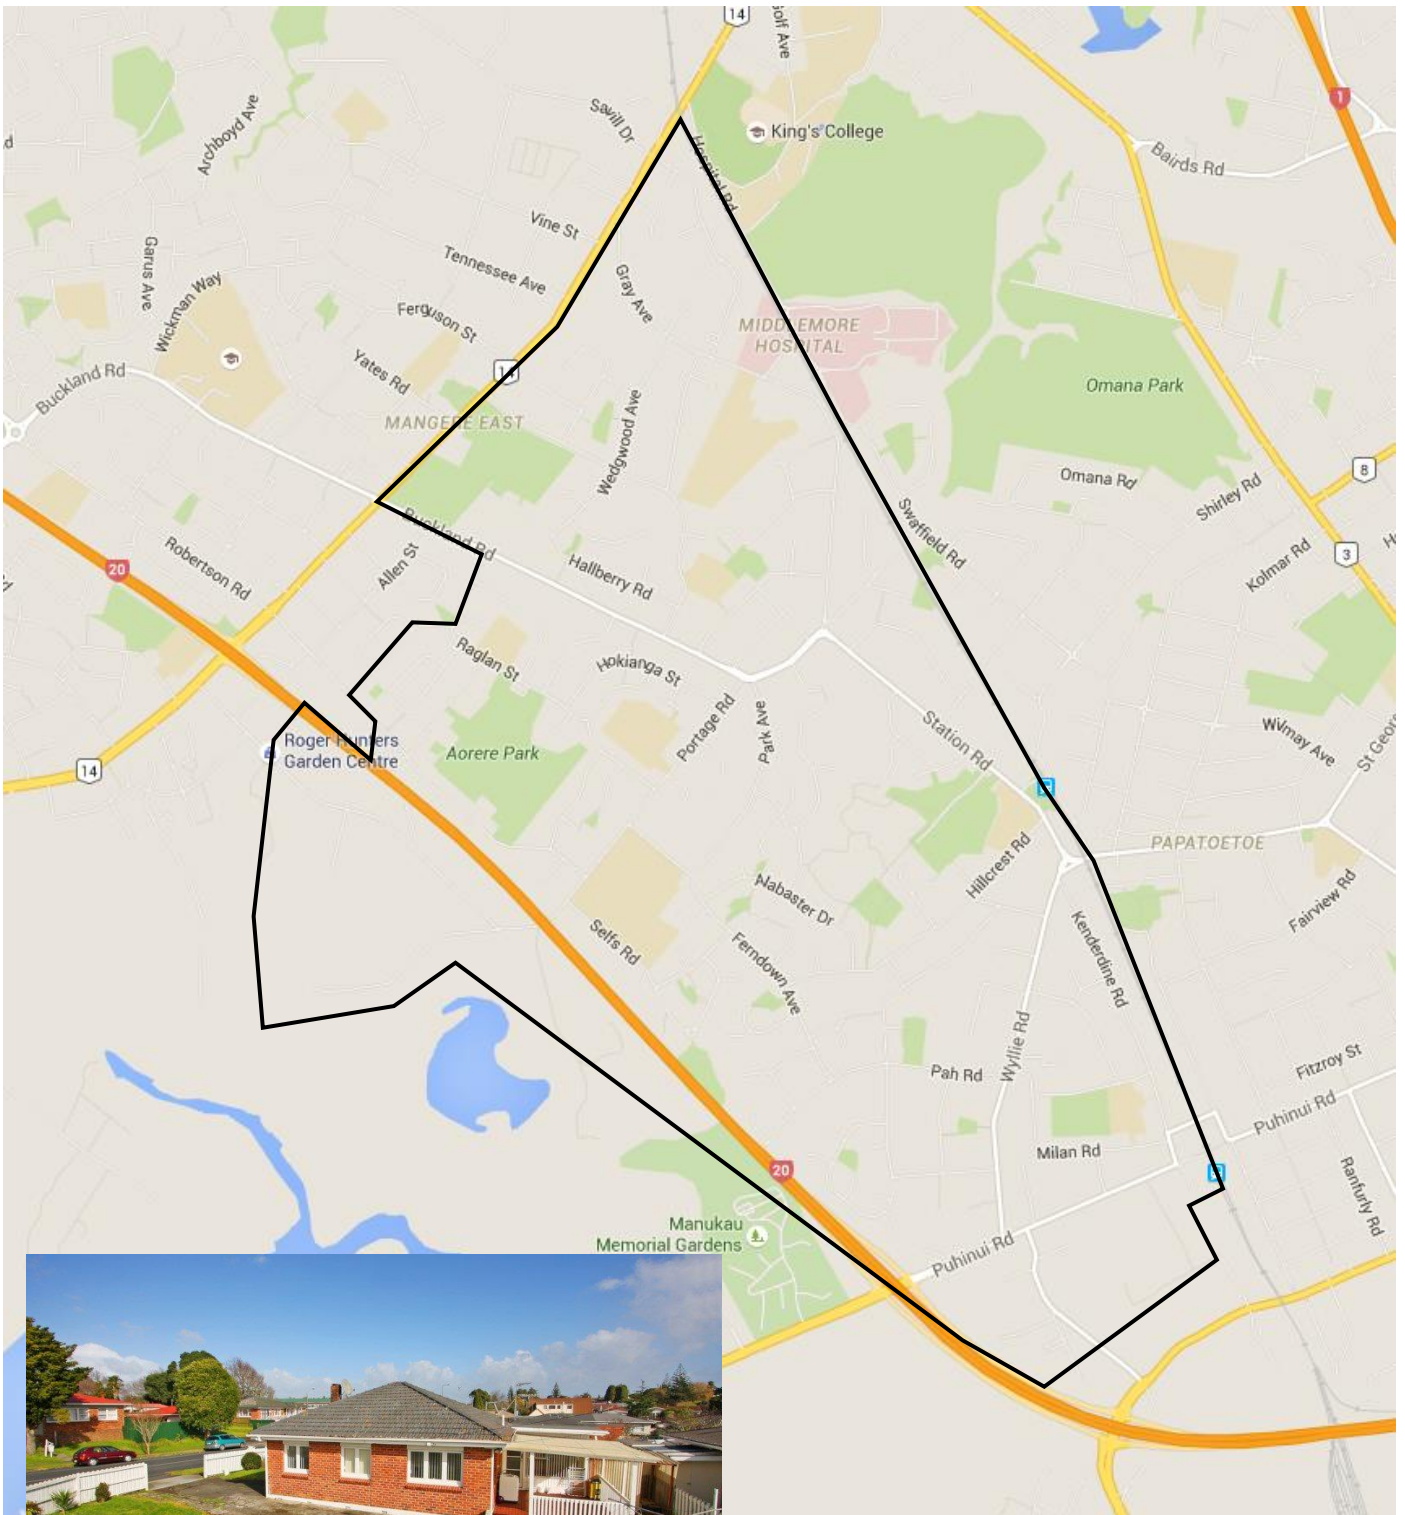 14
Golf Ave
1
Archboyd Ave
Savill Dr
King's College
Bairds Rd
Hospital Rd
Vine St
Garus Ave
Wickman Way
Tennessee Ave
Gray Ave
Ferguson St
MIDDLEMORE
HOSPITAL
Yates Rd
14
Buckland Rd
Omana Park
MANGERE EAST
Wedgwood Ave
8
Omana Rd
Shirley Rd
Buckland Rd
Swaffield Rd
3
Robertson Rd
20
Allen St
Hallberry Rd
Kolmar Rd
Raglan St
Hokianga St
Portage Rd
Park Ave
Station Rd
Wilmay Ave
St Geor
Roger Hunters
Garden Centre
Aorere Park
14
PAPATOETOE
Hillcrest Rd
Alabaster Dr
Fairview Rd
Selfs Rd
Ferndown Ave
Kenderdine Rd
Wyllie Rd
Pah Rd
Fitzroy St
Puhinui Rd
Milan Rd
20
Ranfurly Rd
Manukau
Memorial Gardens
Puhinui Rd